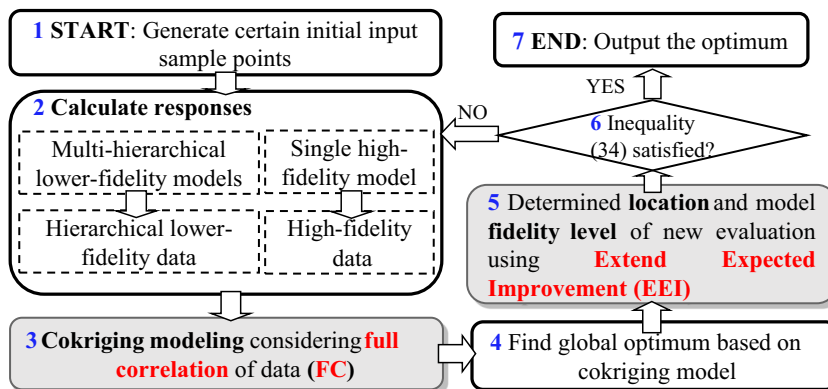 1 START: Generate certain initial input
sample points
2 Calculate responses
Multi-hierarchical
lower-fidelity models
Single high-
fidelity model
Hierarchical lower-
fidelity data
High-fidelity
data
3 Cokriging modeling considering full
correlation of data (FC)
4 Find global optimum based on
cokriging model
5 Determined location and model
fidelity level of new evaluation
using Extend Expected
Improvement (EEI)
6 Inequality
(34) satisfied?
NO
YES
7 END: Output the optimum